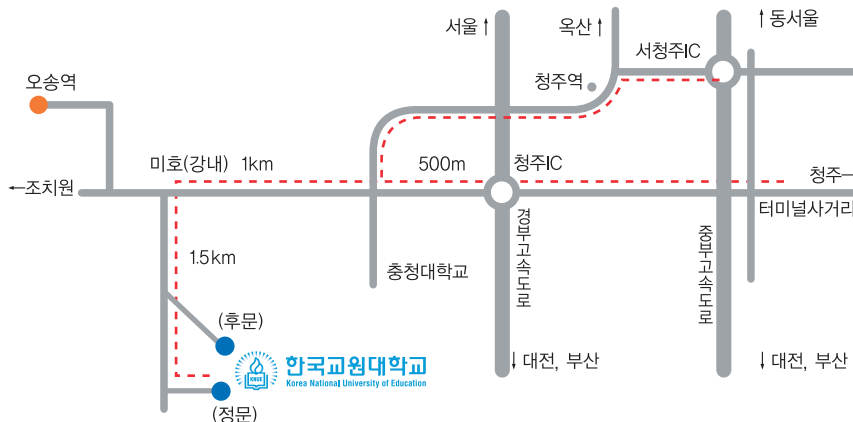 서울↑
옥산↑
↑동서울
서청주IC
오송역
청주역
미호(강내) 1km
500m
청주IC
←조치원
청주—
터미널사거리
경부고속도로
중부고속도로
1.5km
충청대학교
(후문)
KNUE
한국교원대학교
Korea National University of Education
↓대전, 부산
↓대전, 부산
(정문)